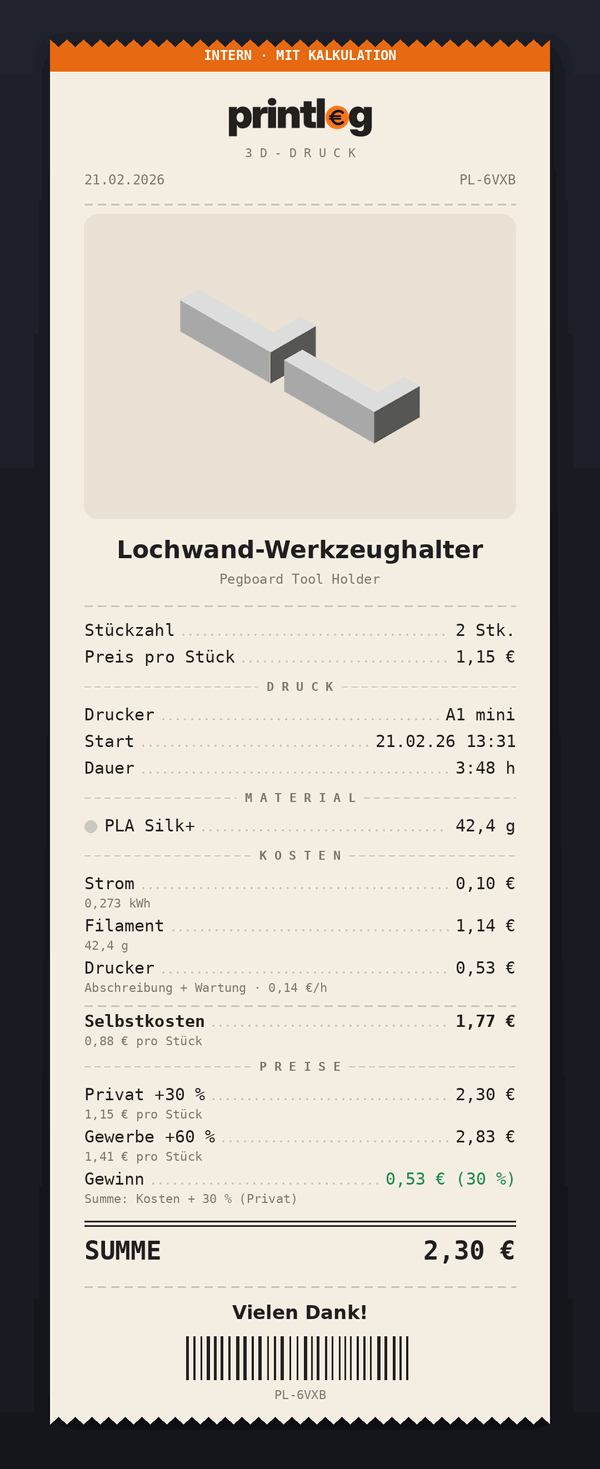 INTERN · MIT KALKULATION
printl€g
3D-DRUCK
21.02.2026 PL-6VXB
Lochwand-Werkzeughalter
Pegboard Tool Holder
Stückzahl 2 Stk.
Preis pro Stück 1,15 €
DRUCK
Drucker A1 mini
Start 21.02.26 13:31
Dauer 3:48 h
MATERIAL
PLA Silk+ 42,4 g
KOSTEN
Strom 0,10 €
0,273 kWh
Filament 1,14 €
42,4 g
Drucker 0,53 €
Abschreibung + Wartung · 0,14 €/h
Selbstkosten 1,77 €
0,88 € pro Stück
PREISE
Privat +30 % 2,30 €
1,15 € pro Stück
Gewerbe +60 % 2,83 €
1,41 € pro Stück
Gewinn 0,53 € (30 %)
Summe: Kosten + 30 % (Privat)
SUMME 2,30 €
Vielen Dank!
PL-6VXB